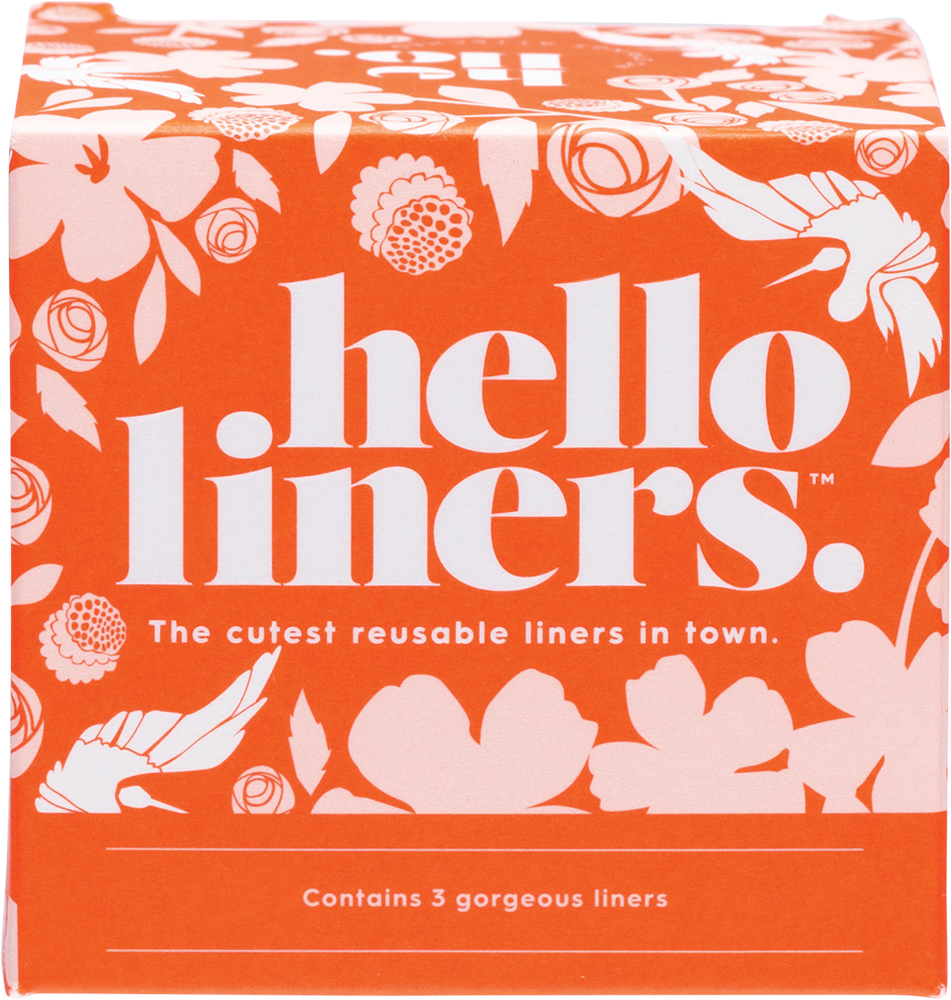 hello
liners.™
The cutest reusable liners in town.
Contains 3 gorgeous liners